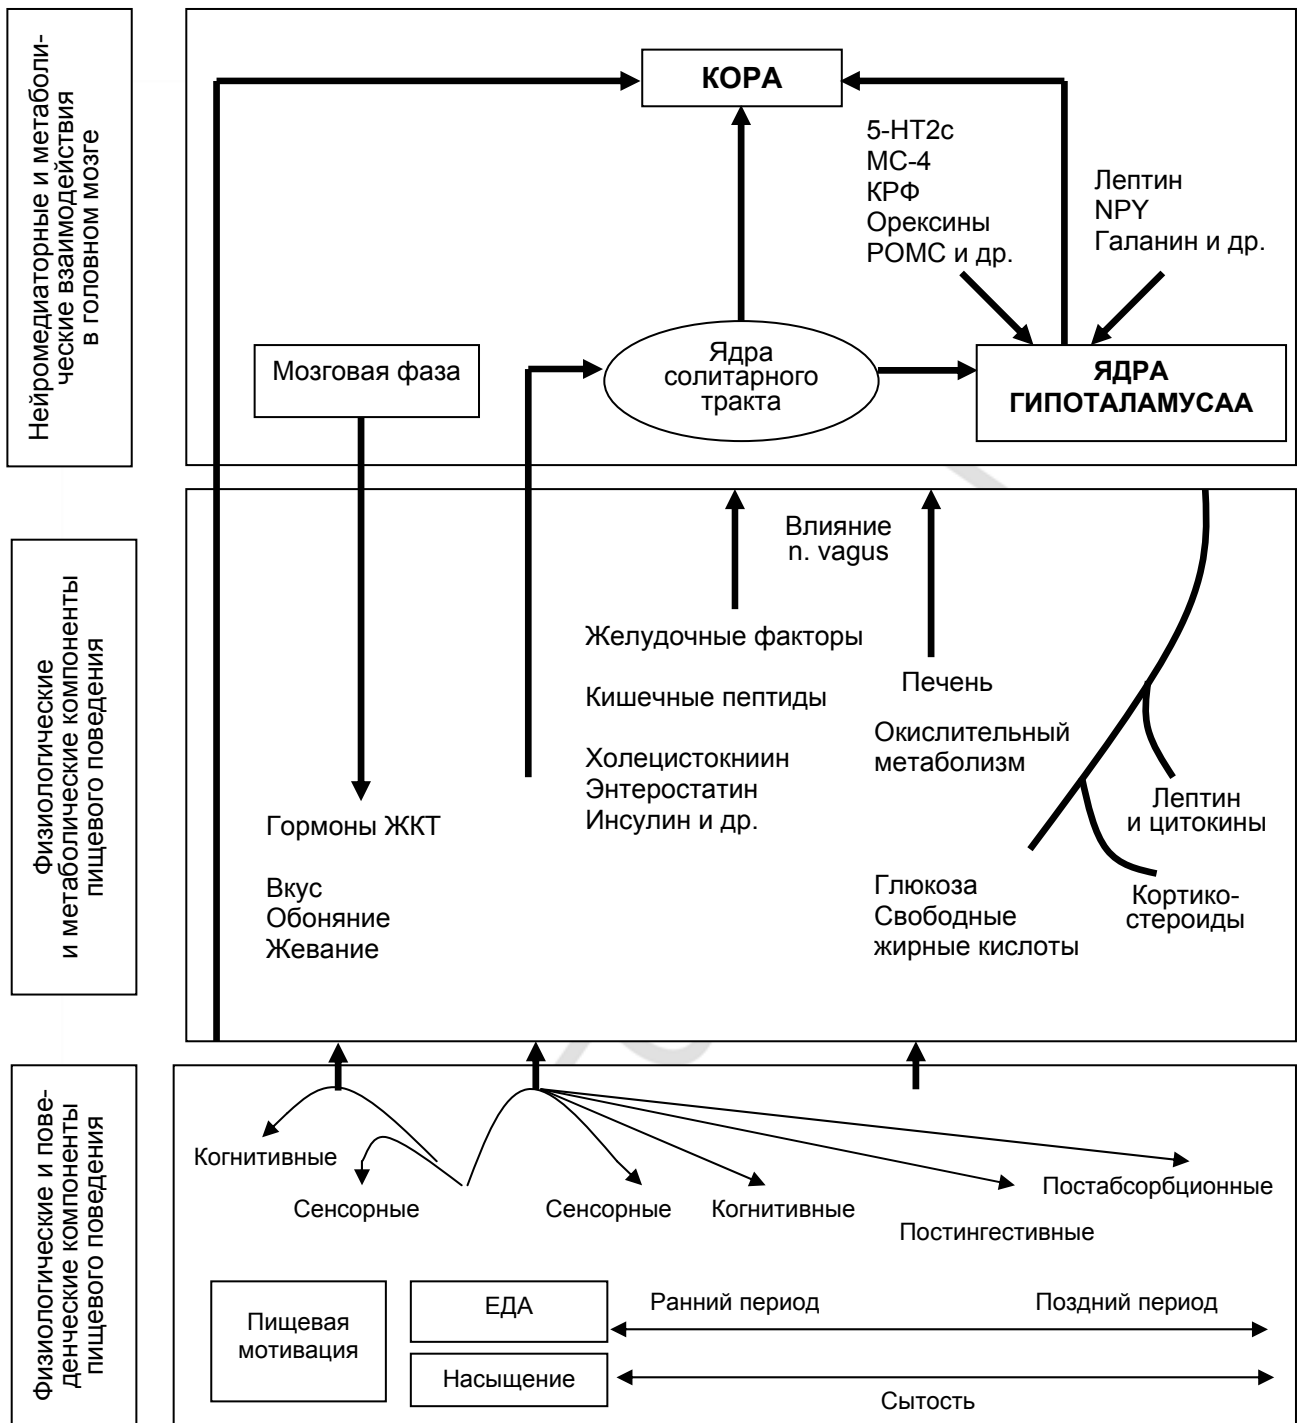 Нейромедиаторные и метаболи-
ческие взаимодействия
в головном мозге
КОРА
5-HT2c
МС-4
КРФ
Орексины
POMC и др.
Лептин
NPY
Галанин и др.
Мозговая фаза
Ядра
солитарного
тракта
ЯДРА
ГИПОТАЛАМУСАА
Физиологические
и метаболические компоненты
пищевого поведения
Влияние
n. vagus
Желудочные факторы
Кишечные пептиды
Холецистокниин
Энтеростатин
Инсулин и др.
Печень
Окислительный
метаболизм
Лептин
и цитокины
Гормоны ЖКТ
Вкус
Обоняние
Жевание
Глюкоза
Свободные
жирные кислоты
Кортико-
стероиды
Физиологические и пове-
денческие компоненты
пищевого поведения
Когнитивные
Сенсорные
Сенсорные
Когнитивные
Постингестивные
Постабсорбционные
Пищевая
мотивация
ЕДА
Ранний период
Поздний период
Насыщение
Сытость